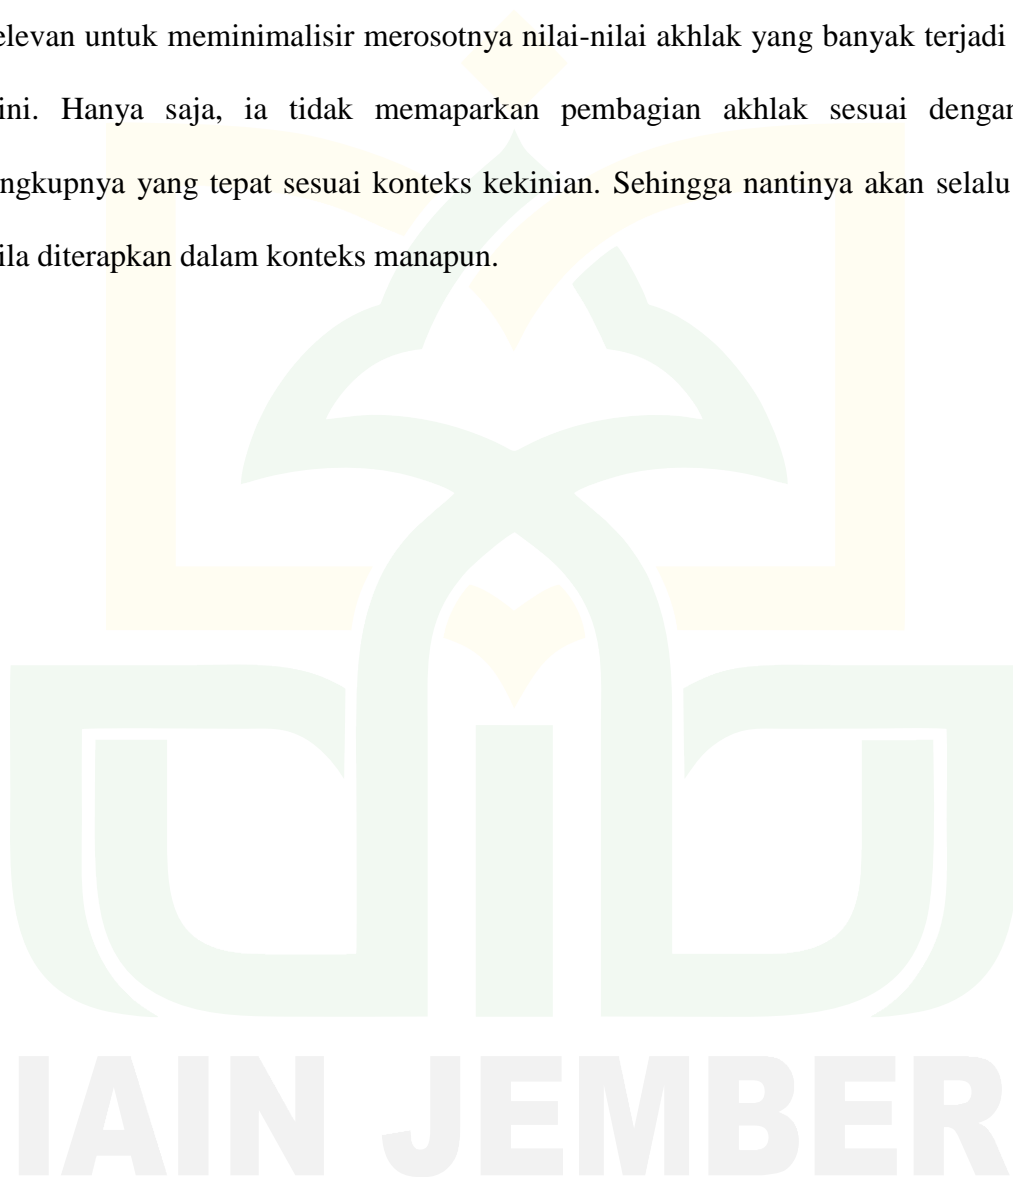 elevan untuk meminimalisir merosotnya nilai-nilai akhlak yang banyak terjadi
ini. Hanya saja, ia tidak memaparkan pembagian akhlak sesuai dengan
ngkupnya yang tepat sesuai konteks kekinian. Sehingga nantinya akan selalu
ila diterapkan dalam konteks manapun.
IAIN JEMBER